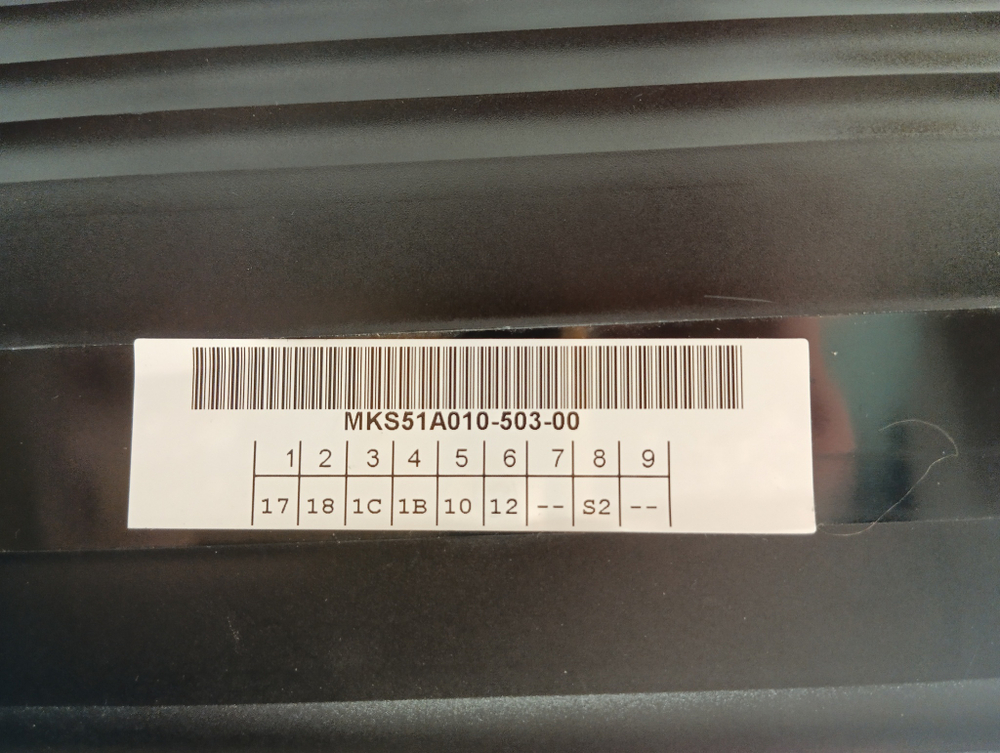 MKS51A010-503-00
1 2 3 4 5 6 7 8 9
17 18 1C 1B 10 12 -- S2 --